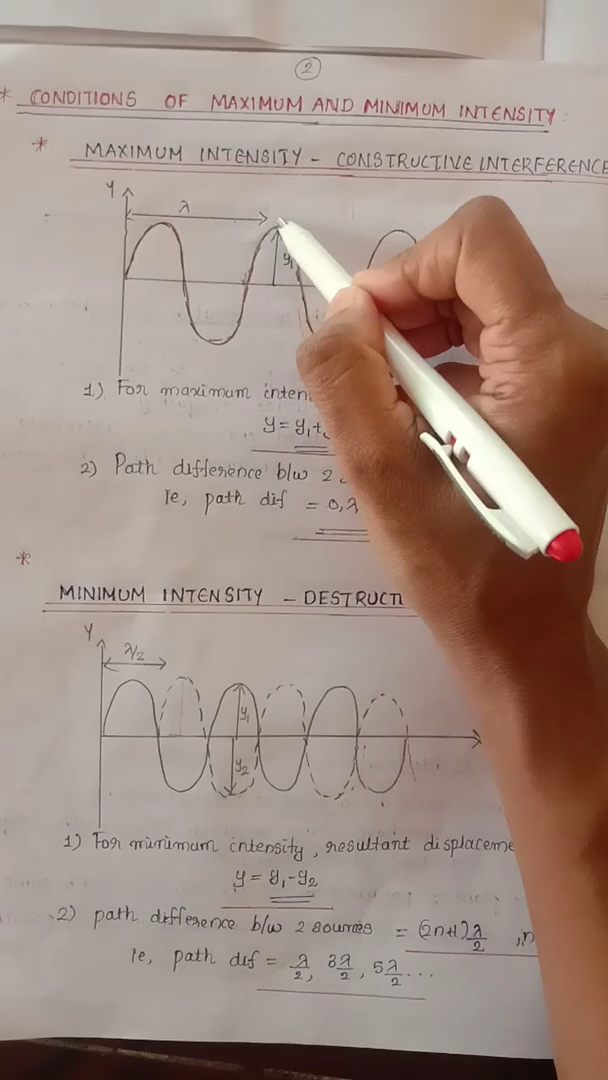 2
* CONDITIONS OF MAXIMUM AND MINIMUM INTENSITY:
* MAXIMUM INTENSITY - CONSTRUCTIVE INTERFERENCE
Y
λ
y₁
1) For maximum inten
y = y₁+
2) Path difference b/w 2
Ie, path dif = 0, λ
*
MINIMUM INTENSITY - DESTRUCTI
Y
λ/2
y₁
y₂
1) For minimum intensity, resultant displaceme
y = y₁-y₂
2) path difference b/w 2 sources = (2n+1)λ/2 , n
Ie, path dif = λ/2, 3λ/2, 5λ/2 ...